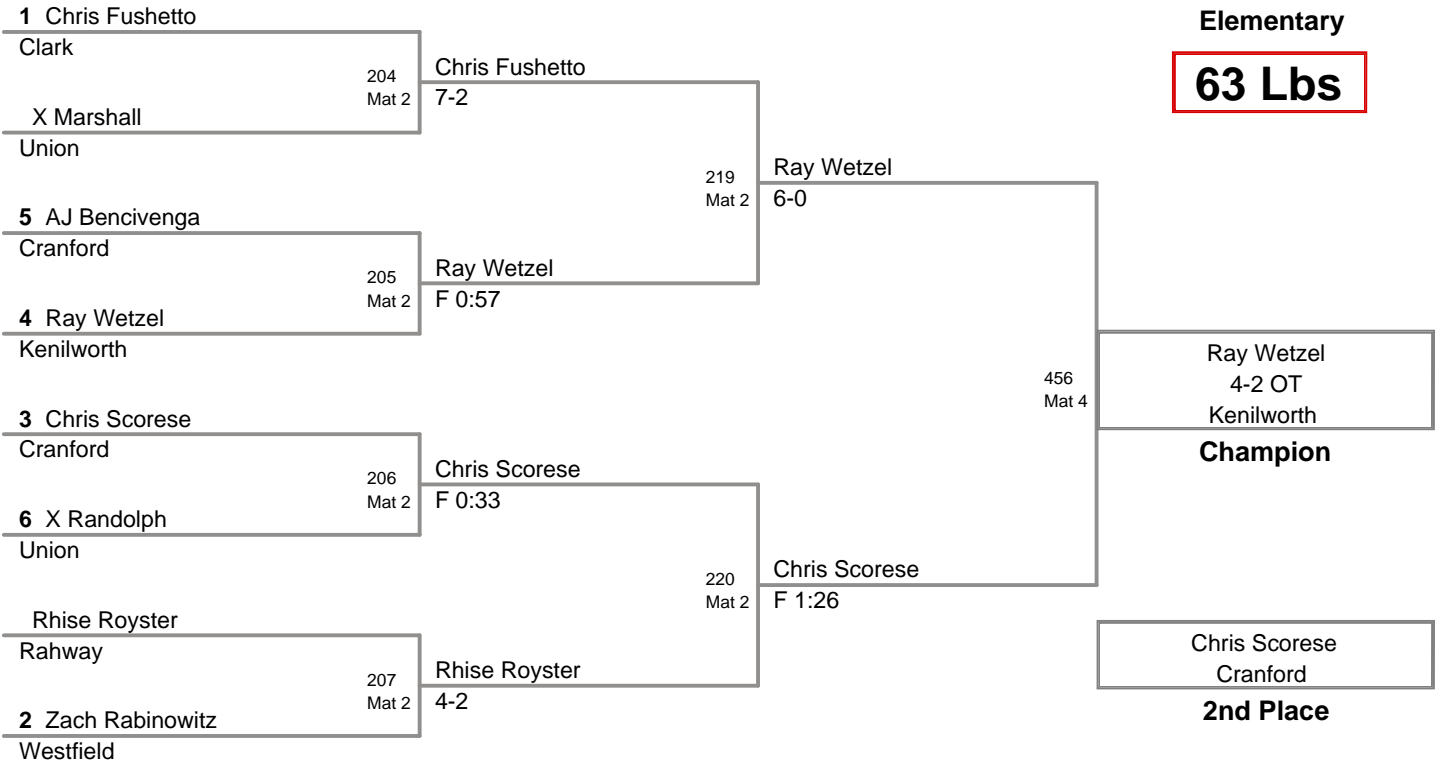 Elementary
63 Lbs
1 Chris Fushetto
Clark
X Marshall
Union
5 AJ Bencivenga
Cranford
4 Ray Wetzel
Kenilworth
3 Chris Scorese
Cranford
6 X Randolph
Union
Rhise Royster
Rahway
2 Zach Rabinowitz
Westfield
204
Mat 2
205
Mat 2
206
Mat 2
207
Mat 2
Chris Fushetto
7-2
Ray Wetzel
F 0:57
Chris Scorese
F 0:33
Rhise Royster
4-2
219
Mat 2
220
Mat 2
Ray Wetzel
6-0
Chris Scorese
F 1:26
456
Mat 4
Ray Wetzel
4-2 OT
Kenilworth
Champion
Chris Scorese
Cranford
2nd Place